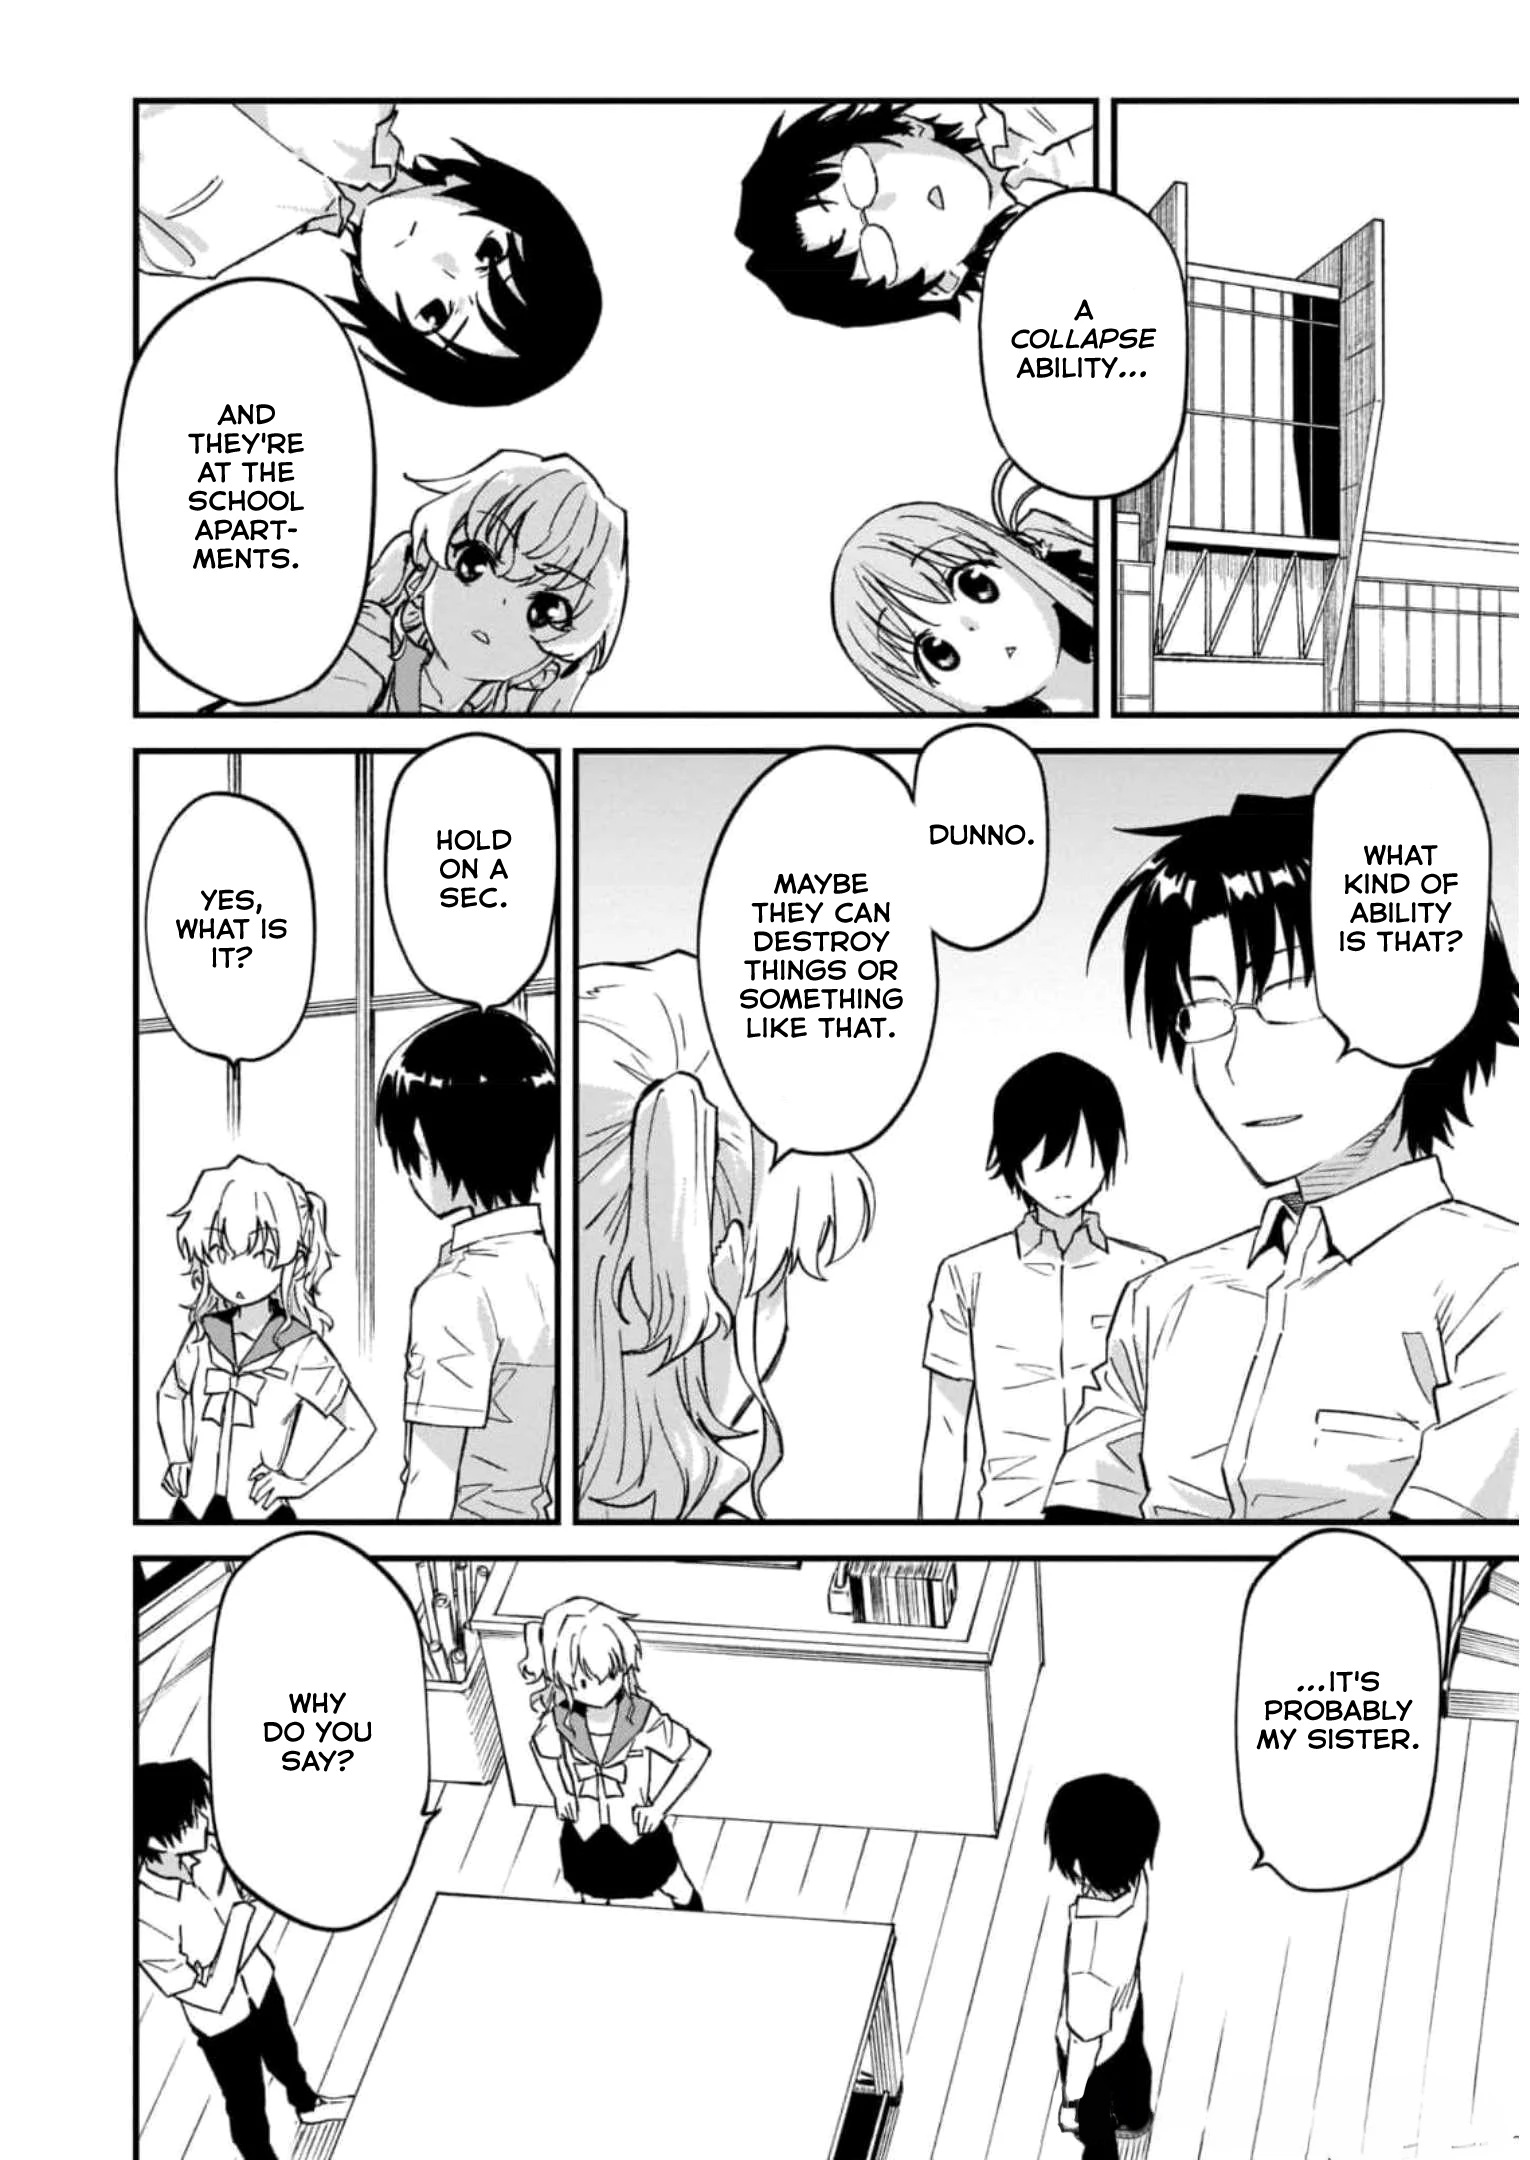 A
COLLAPSE
ABILITY...
AND
THEY'RE
AT THE
SCHOOL
APART-
MENTS.
WHAT
KIND OF
ABILITY
IS THAT?
DUNNO.
MAYBE
THEY CAN
DESTROY
THINGS OR
SOMETHING
LIKE THAT.
HOLD
ON A
SEC.
YES,
WHAT IS
IT?
...IT'S
PROBABLY
MY SISTER.
WHY
DO YOU
SAY?